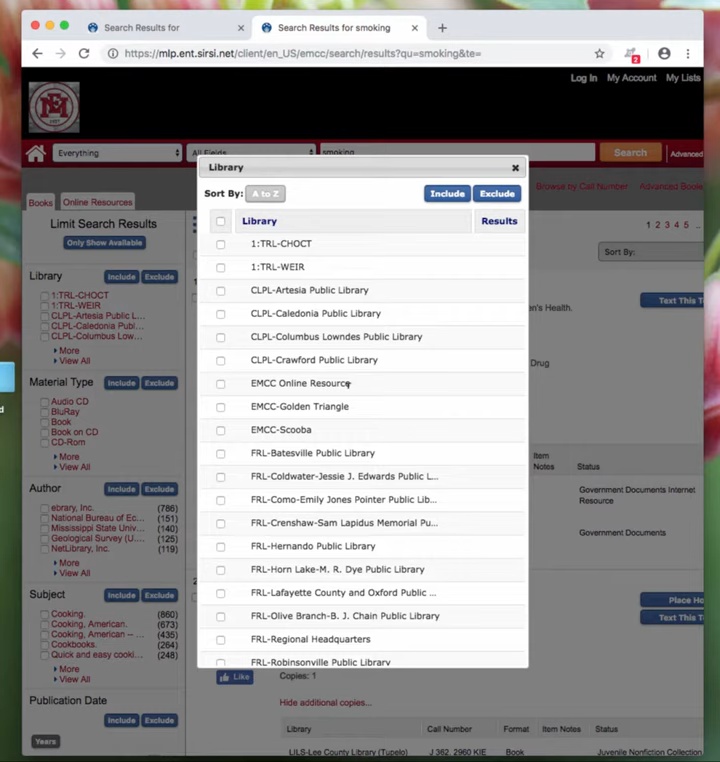 Search Results for
Search Results for smoking
https://mlp.ent.sirsi.net/client/en_US/emcc/search/results?qu=smoking&te=
2
Log In My Account My Lists
Everything All Fields smoking Search Advanced
Books Online Resources
Browse by Call Number
Limit Search Results
1 2 3 4 5
Only Show Available
Sort By:
Library Include Exclude
1:TRL-CHOCT
1:TRL-WEIR
CLPL-Artesia Public L...
CLPL-Caledonia Publ...
CLPL-Columbus Low...
More
View All
Material Type Include Exclude
Audio CD
BluRay
Book
Book on CD
CD-Rom
More
View All
Author Include Exclude
ebrary, Inc. (786)
National Bureau of Ec... (151)
Mississippi State Univ... (140)
Geological Survey (U.... (125)
NetLibrary, Inc. (119)
More
View All
Subject Include Exclude
Cooking. (860)
Cooking, American. (673)
Cooking, American -- ... (435)
Cookbooks. (264)
Quick and easy cooki... (248)
More
View All
Publication Date
Include Exclude
Years
Library
Sort By: A to Z Include Exclude
Library Results
1:TRL-CHOCT
1:TRL-WEIR
CLPL-Artesia Public Library
CLPL-Caledonia Public Library
CLPL-Columbus Lowndes Public Library
CLPL-Crawford Public Library
EMCC Online Resource
EMCC-Golden Triangle
EMCC-Scooba
FRL-Batesville Public Library
FRL-Coldwater-Jessie J. Edwards Public L...
FRL-Como-Emily Jones Pointer Public Lib...
FRL-Crenshaw-Sam Lapidus Memorial Pu...
FRL-Hernando Public Library
FRL-Horn Lake-M. R. Dye Public Library
FRL-Lafayette County and Oxford Public ...
FRL-Olive Branch-B. J. Chain Public Library
FRL-Regional Headquarters
FRL-Robinsonville Public Library
Text This
en's Health.
Drug
Item Notes Status
Government Documents Internet Resource
Government Documents
Place
Text This
Like Copies: 1
Hide additional copies...
Library Call Number Format Item Notes Status
LILS-Lee County Library (Tupelo) J 362. 2960 KIE Book Juvenile Nonfiction Collection